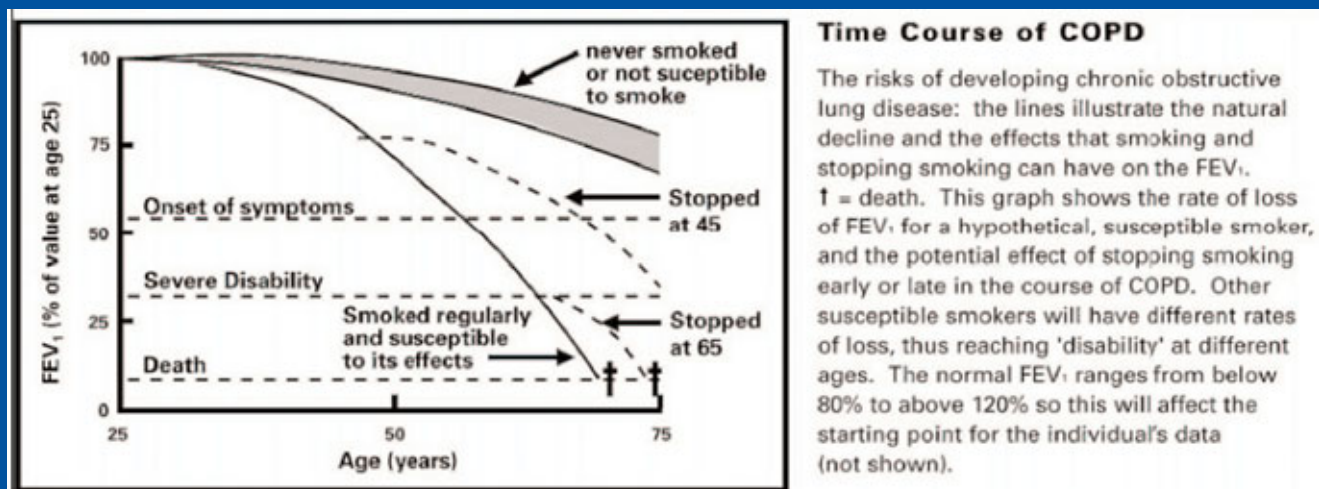 100
75
50
25
0
FEV₁ (% of value at age 25)
25
50
75
Age (years)
never smoked
or not suceptible
to smoke
Onset of symptoms
Stopped
at 45
Severe Disability
Smoked regularly
and susceptible
to its effects
Stopped
at 65
Death
† †
Time Course of COPD
The risks of developing chronic obstructive
lung disease: the lines illustrate the natural
decline and the effects that smoking and
stopping smoking can have on the FEV₁.
† = death. This graph shows the rate of loss
of FEV₁ for a hypothetical, susceptible smoker,
and the potential effect of stopping smoking
early or late in the course of COPD. Other
susceptible smokers will have different rates
of loss, thus reaching 'disability' at different
ages. The normal FEV₁ ranges from below
80% to above 120% so this will affect the
starting point for the individual's data
(not shown).